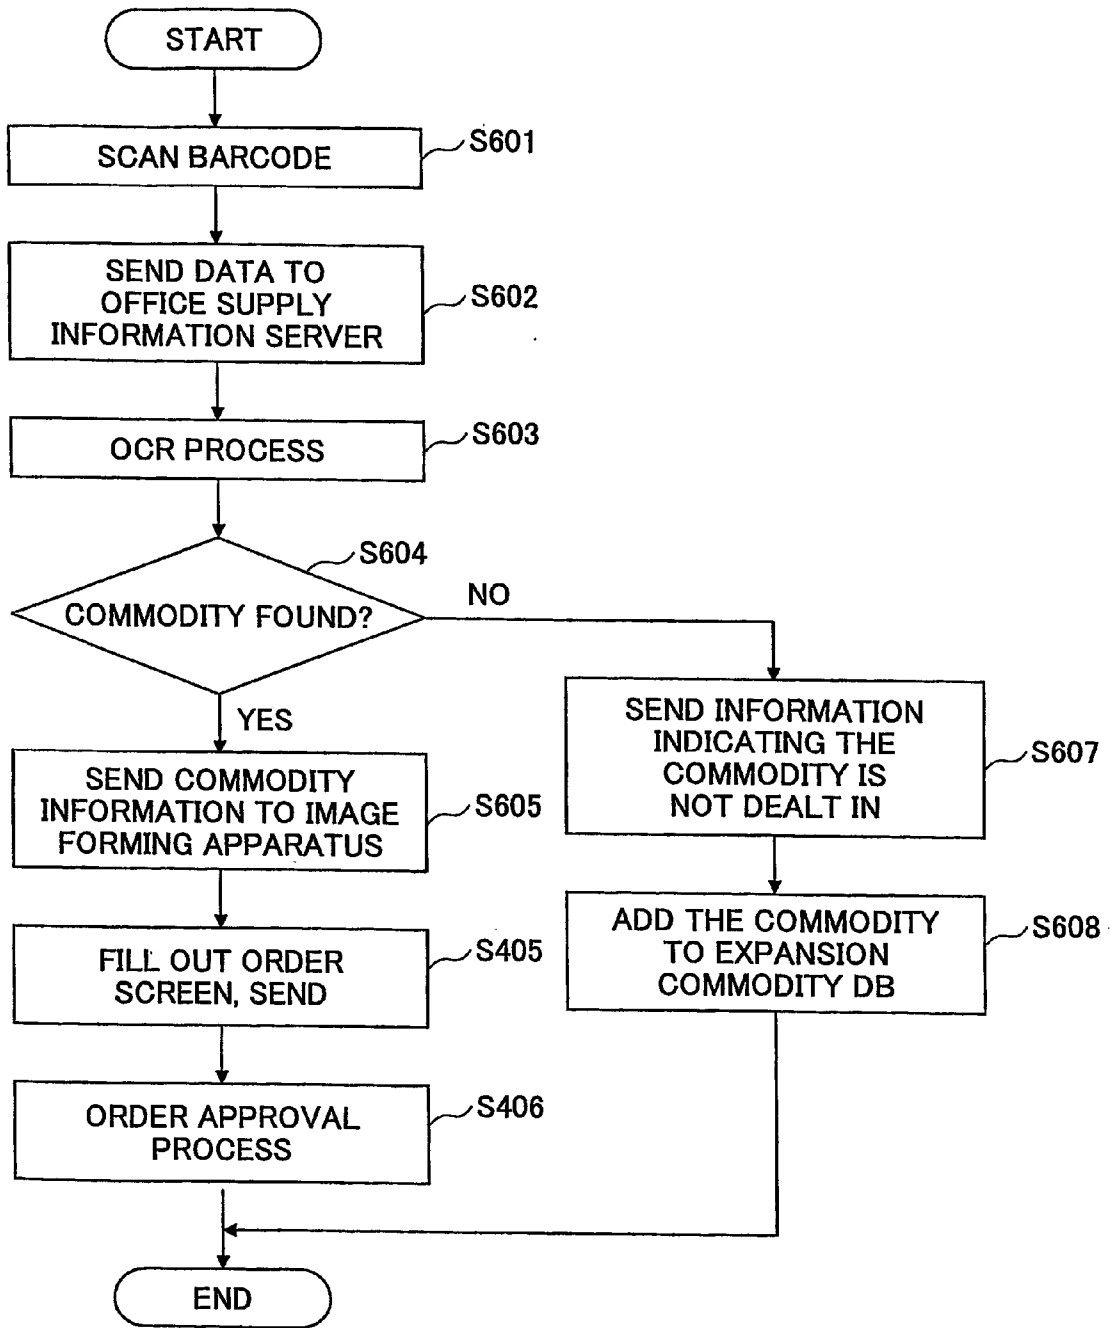 START
SCAN BARCODE
S601
SEND DATA TO
OFFICE SUPPLY
INFORMATION SERVER
S602
OCR PROCESS
S603
S604
COMMODITY FOUND?
NO
YES
SEND COMMODITY
INFORMATION TO IMAGE
FORMING APPARATUS
S605
SEND INFORMATION
INDICATING THE
COMMODITY IS
NOT DEALT IN
S607
FILL OUT ORDER
SCREEN, SEND
S405
ADD THE COMMODITY
TO EXPANSION
COMMODITY DB
S608
ORDER APPROVAL
PROCESS
S406
END